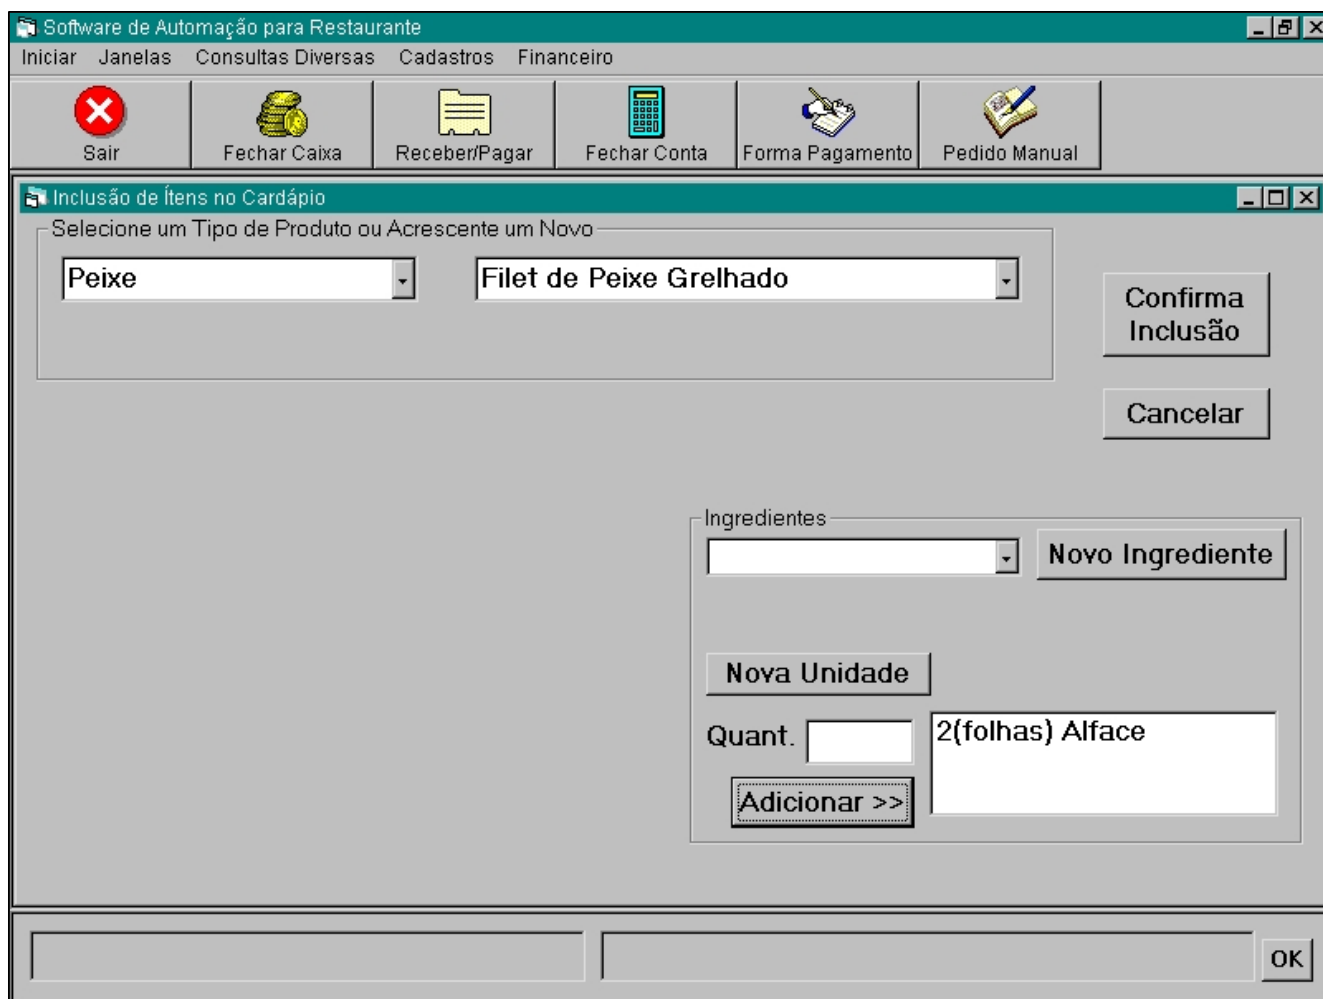 Software de Automação para Restaurante
Iniciar Janelas Consultas Diversas Cadastros Financeiro
Sair Fechar Caixa Receber/Pagar Fechar Conta Forma Pagamento Pedido Manual
Inclusão de Ítens no Cardápio
Selecione um Tipo de Produto ou Acrescente um Novo
Peixe Filet de Peixe Grelhado
Confirma
Inclusão
Cancelar
Ingredientes
Novo Ingrediente
Nova Unidade
Quant. 2(folhas) Alface
Adicionar >>
OK